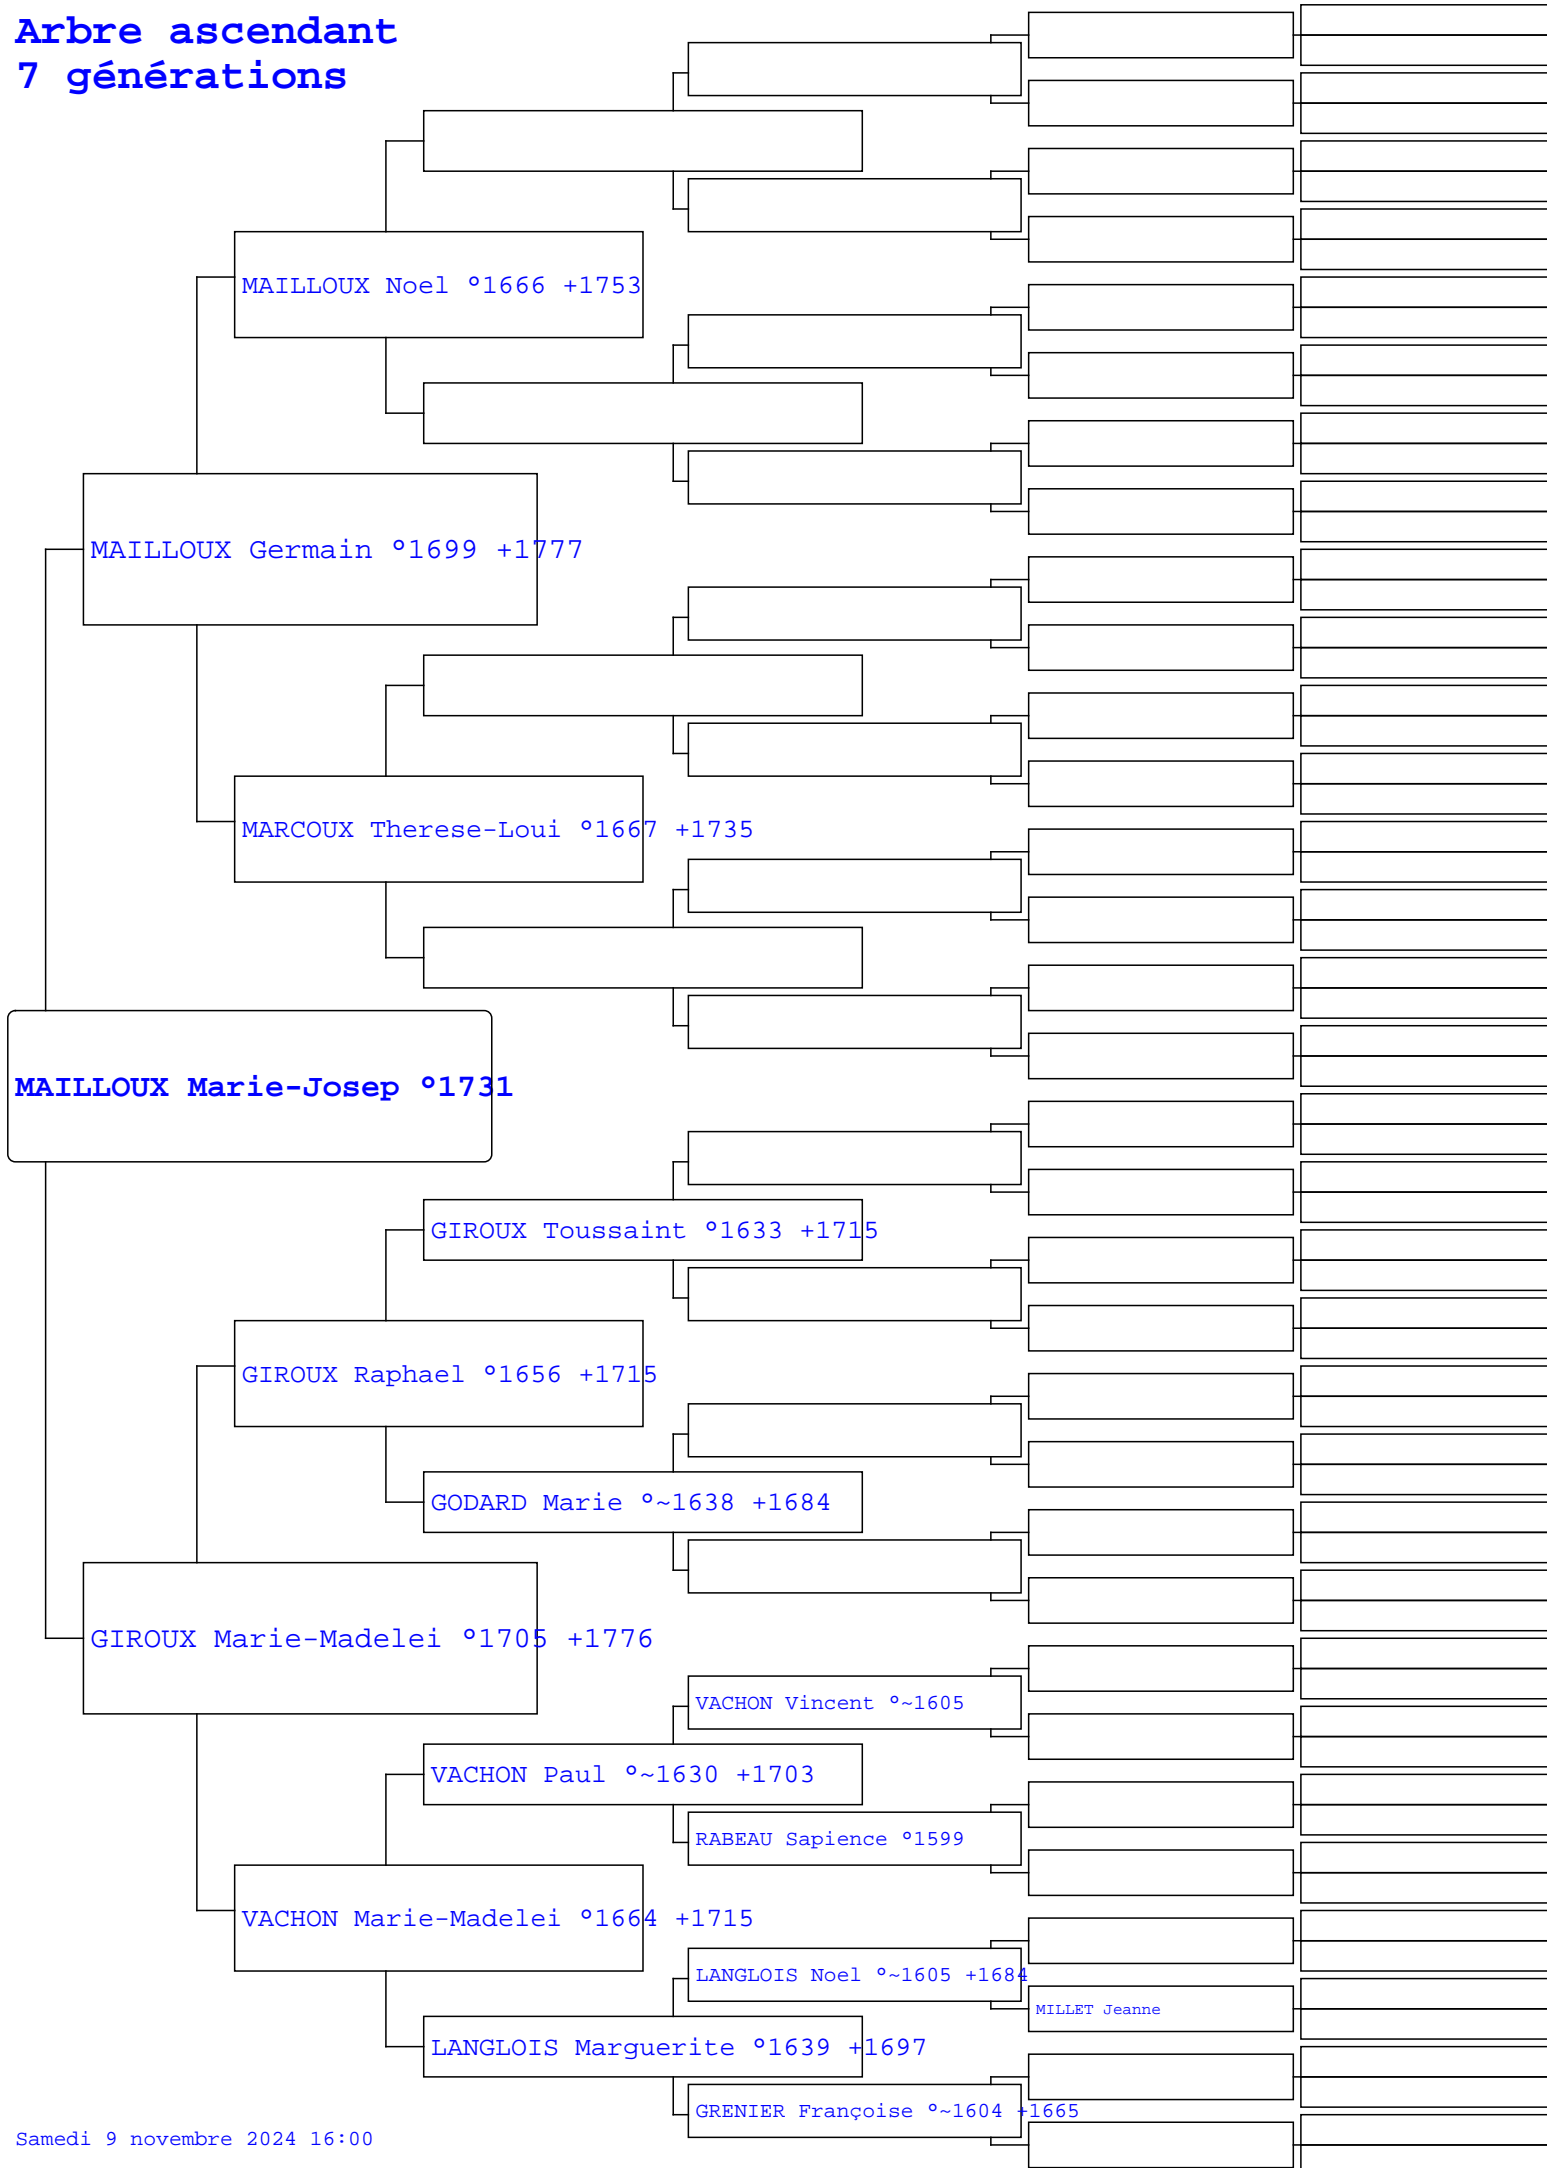 Arbre ascendant
7 générations
MAILLOUX Noel °1666 +1753
MAILLOUX Germain °1699 +1777
MARCOUX Therese-Loui °1667 +1735
MAILLOUX Marie-Josep °1731
GIROUX Toussaint °1633 +1715
GIROUX Raphael °1656 +1715
GODARD Marie °~1638 +1684
GIROUX Marie-Madelei °1705 +1776
VACHON Vincent °~1605
VACHON Paul °~1630 +1703
RABEAU Sapience °1599
VACHON Marie-Madelei °1664 +1715
LANGLOIS Noel °~1605 +1684
MILLET Jeanne
LANGLOIS Marguerite °1639 +1697
GRENIER Françoise °~1604 +1665
Samedi 9 novembre 2024 16:00